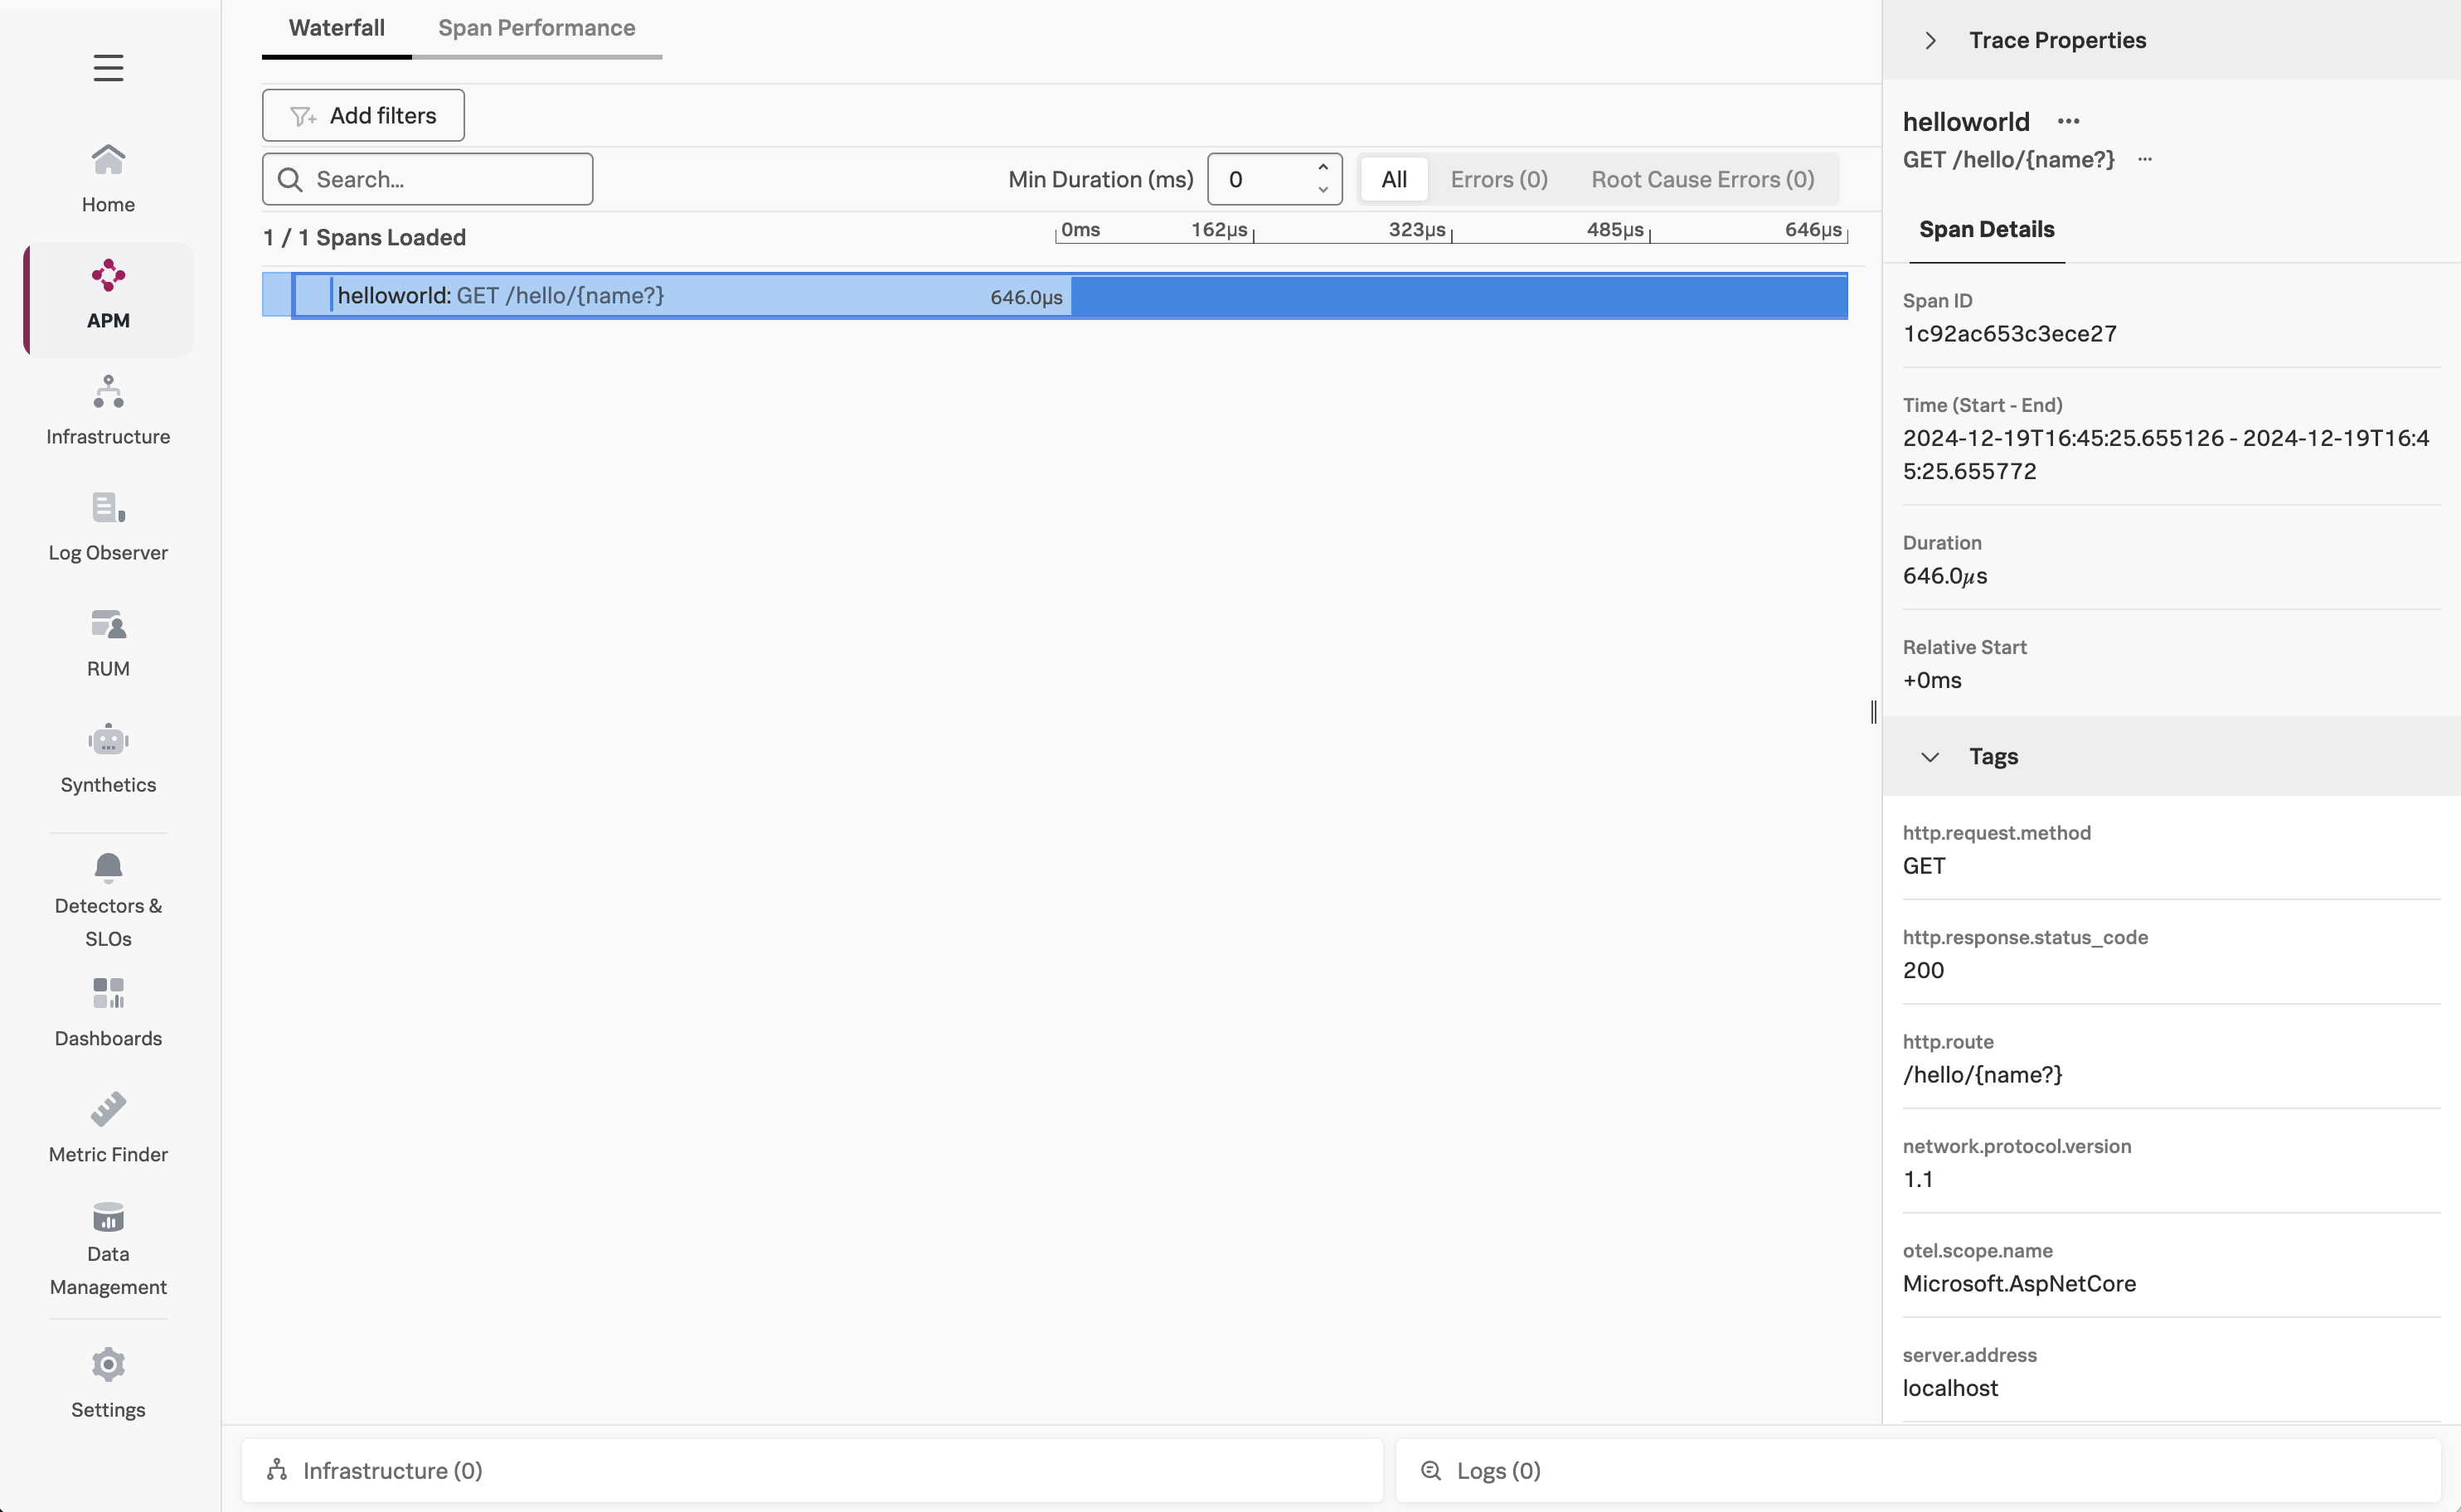 Home
APM
Infrastructure
Log Observer
RUM
Synthetics
Detectors &
SLOs
Dashboards
Metric Finder
Data
Management
Settings
Waterfall
Span Performance
Add filters
Search...
Min Duration (ms)
0
All
Errors (0)
Root Cause Errors (0)
1 / 1 Spans Loaded
0ms
162µs
323µs
485µs
646µs
helloworld: GET /hello/{name?}
646.0µs
Infrastructure (0)
Logs (0)
Trace Properties
helloworld ···
GET /hello/{name?} ···
Span Details
Span ID
1c92ac653c3ece27
Time (Start - End)
2024-12-19T16:45:25.655126 - 2024-12-19T16:4
5:25.655772
Duration
646.0µs
Relative Start
+0ms
Tags
http.request.method
GET
http.response.status_code
200
http.route
/hello/{name?}
network.protocol.version
1.1
otel.scope.name
Microsoft.AspNetCore
server.address
localhost